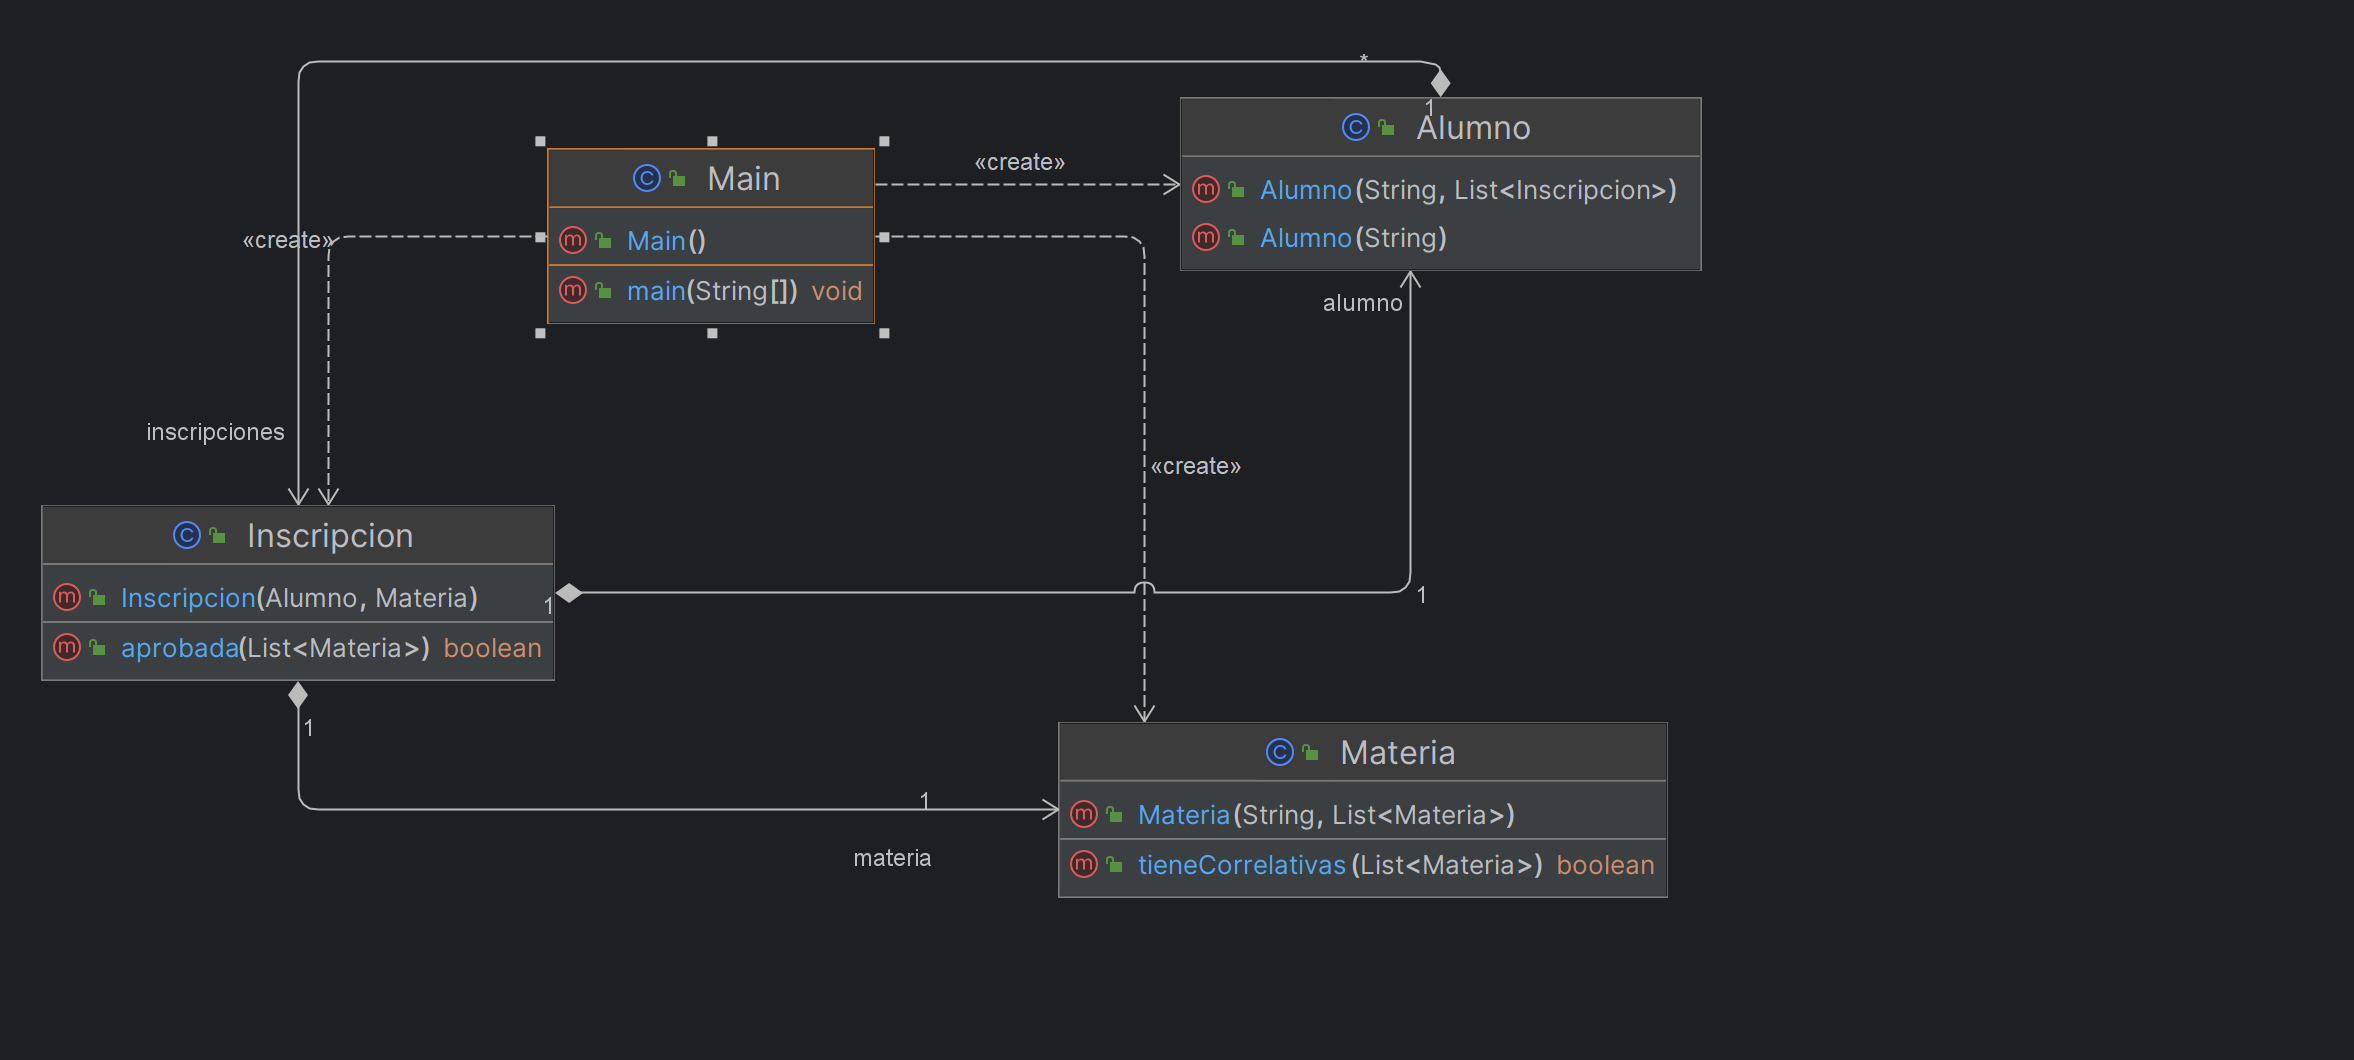 *
1
Alumno
Alumno(String, List<Inscripcion>)
Alumno(String)
«create»
Main
Main()
main(String[]) void
«create»
alumno
inscripciones
«create»
Inscripcion
Inscripcion(Alumno, Materia)
aprobada(List<Materia>) boolean
1
1
1
1
materia
Materia
Materia(String, List<Materia>)
tieneCorrelativas(List<Materia>) boolean